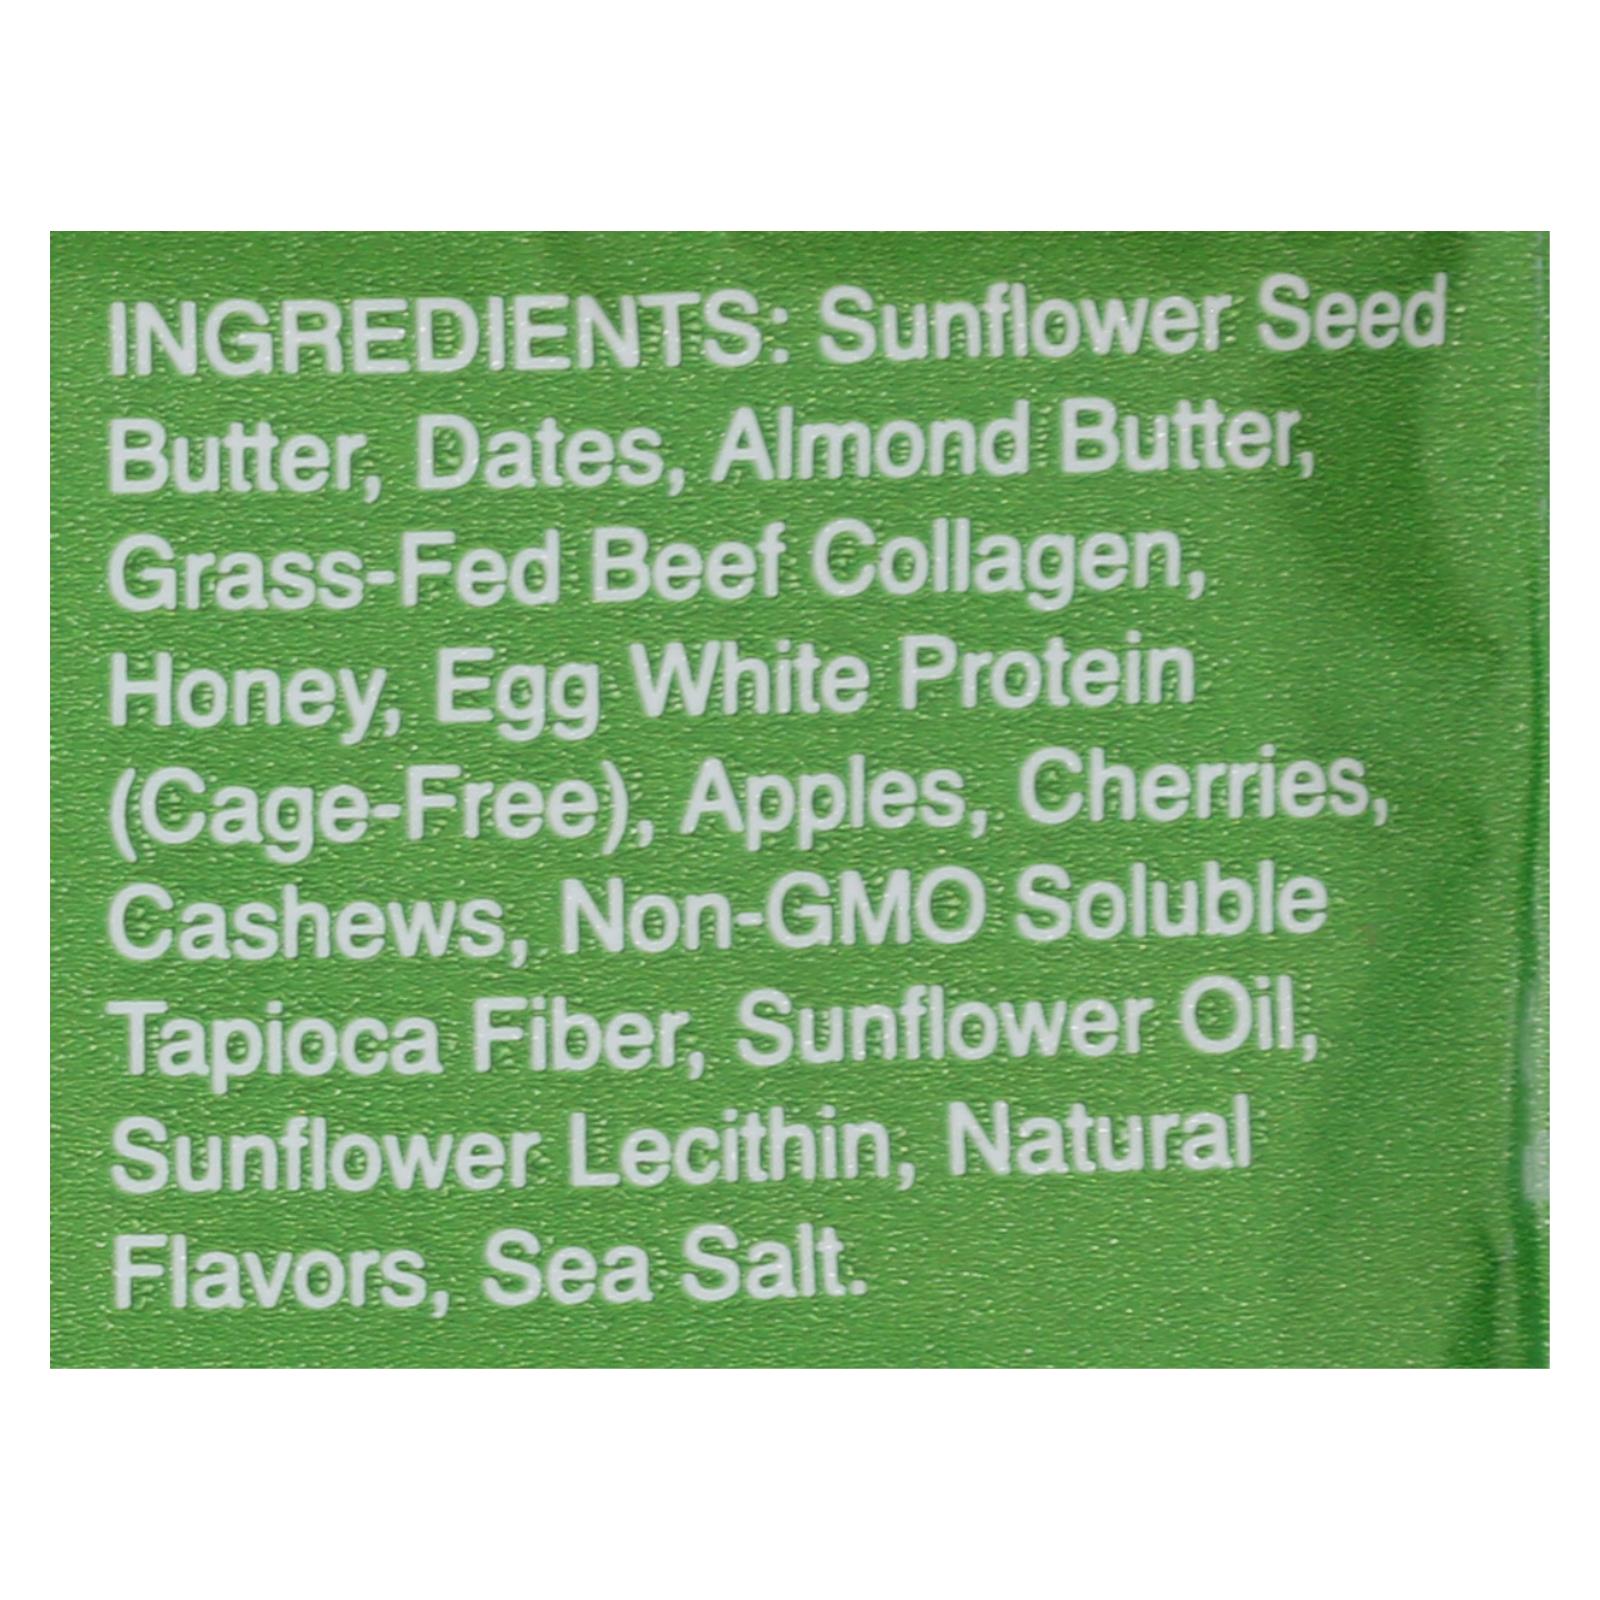 INGREDIENTS: Sunflower Seed
Butter, Dates, Almond Butter,
Grass-Fed Beef Collagen,
Honey, Egg White Protein
(Cage-Free), Apples, Cherries,
Cashews, Non-GMO Soluble
Tapioca Fiber, Sunflower Oil,
Sunflower Lecithin, Natural
Flavors, Sea Salt.